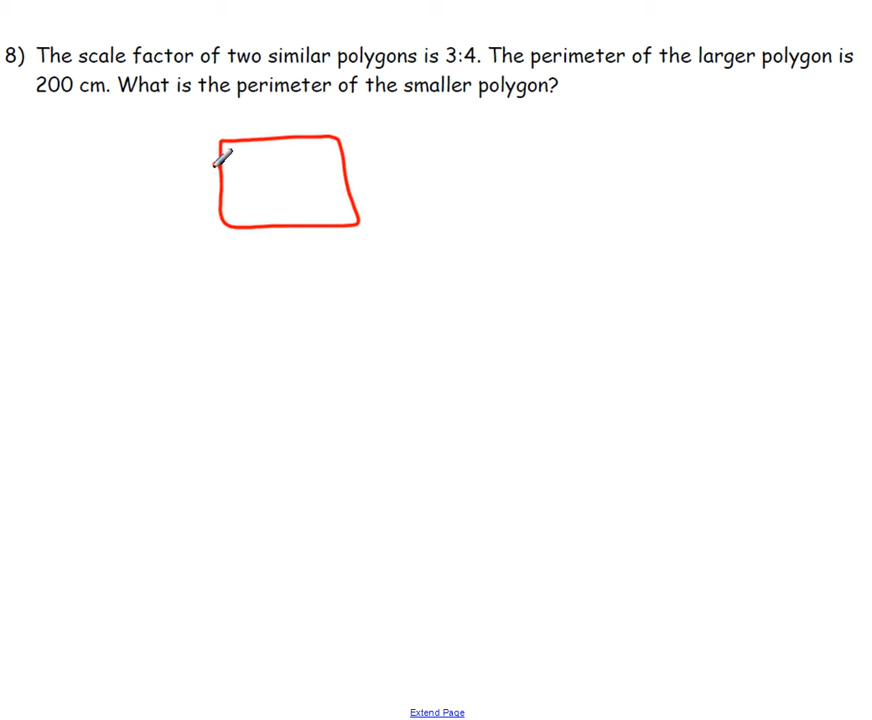 8) The scale factor of two similar polygons is 3:4. The perimeter of the larger polygon is
200 cm. What is the perimeter of the smaller polygon?
Extend Page